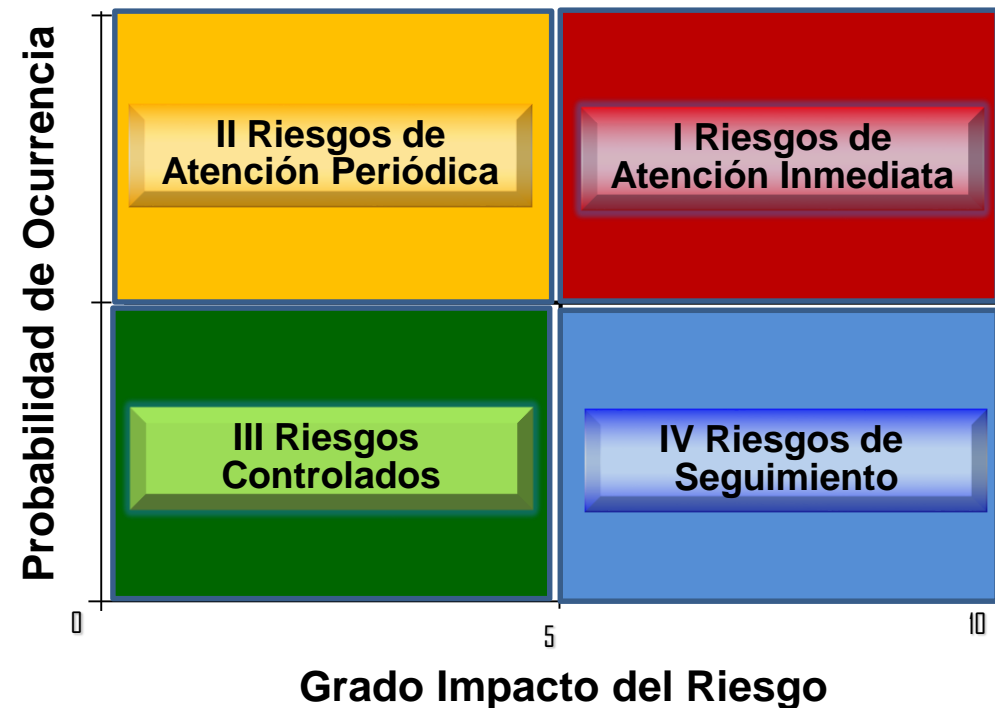 Probabilidad de Ocurrencia
II Riesgos de
Atención Periódica
I Riesgos de
Atención Inmediata
III Riesgos
Controlados
IV Riesgos de
Seguimiento
0
5
10
Grado Impacto del Riesgo